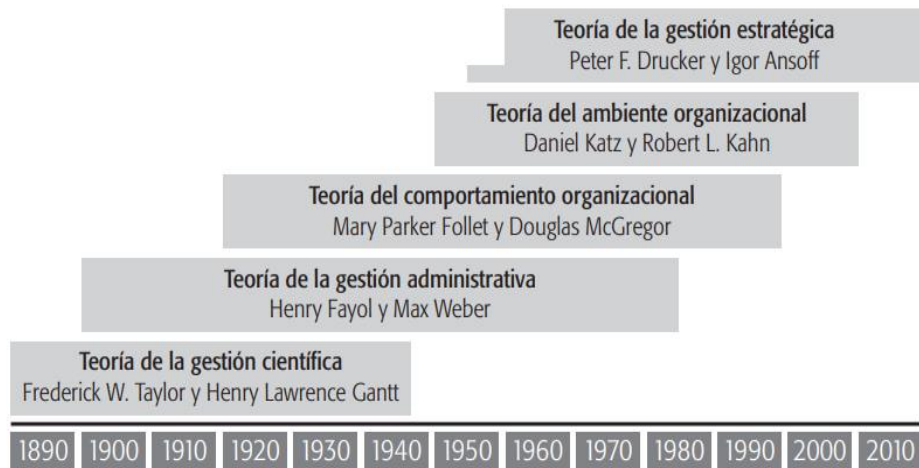 Teoría de la gestión estratégica
Peter F. Drucker y Igor Ansoff
Teoría del ambiente organizacional
Daniel Katz y Robert L. Kahn
Teoría del comportamiento organizacional
Mary Parker Follet y Douglas McGregor
Teoría de la gestión administrativa
Henry Fayol y Max Weber
Teoría de la gestión científica
Frederick W. Taylor y Henry Lawrence Gantt
1890 1900 1910 1920 1930 1940 1950 1960 1970 1980 1990 2000 2010